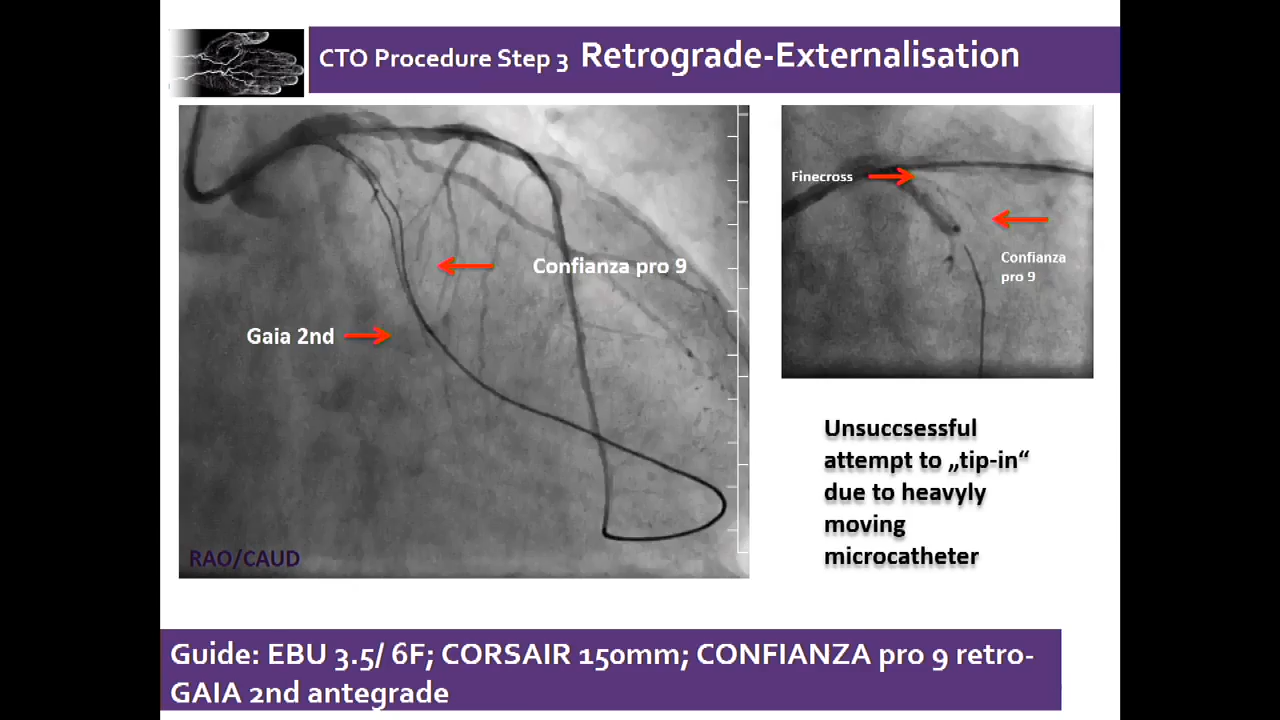 CTO Procedure Step 3 Retrograde-Externalisation
Confianza pro 9
Gaia 2nd
RAO/CAUD
Finecross
Confianza
pro 9
Unsuccsessful
attempt to „tip-in“
due to heavyly
moving
microcatheter
Guide: EBU 3.5/ 6F; CORSAIR 150mm; CONFIANZA pro 9 retro-
GAIA 2nd antegrade